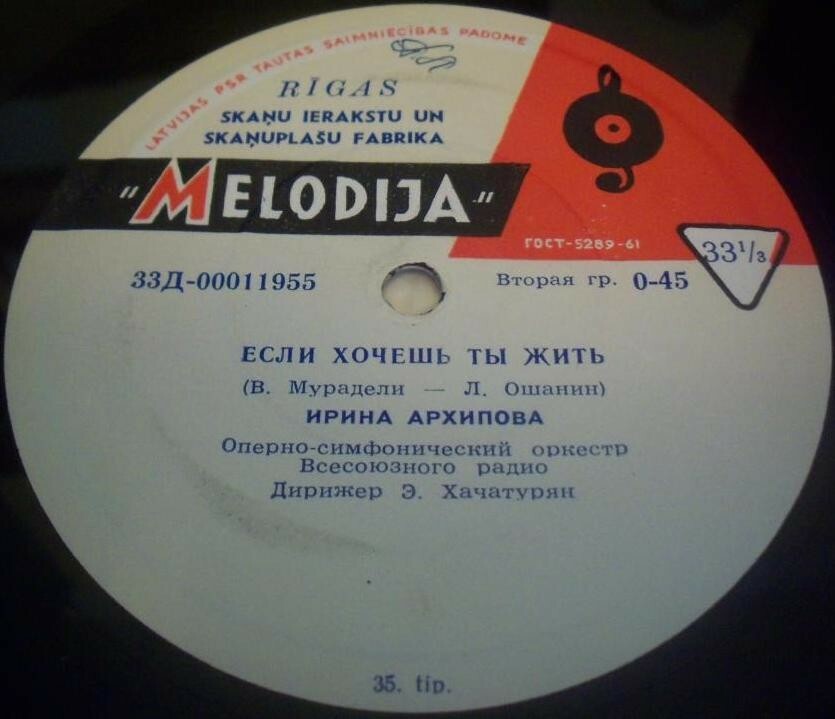 LATVIJAS PSR TAUTAS SAIMNIECĪBAS PADOME
RĪGAS
SKAŅU IERAKSTU UN
SKAŅUPLAŠU FABRIKA
"MELODIJA"
ГОСТ-5289-61
33⅓
33Д-00011955
Вторая гр. 0-45
ЕСЛИ ХОЧЕШЬ ТЫ ЖИТЬ
(В. Мурадели — Л. Ошанин)
ИРИНА АРХИПОВА
Оперно-симфонический оркестр
Всесоюзного радио
Дирижер Э. Хачатурян
35. tip.